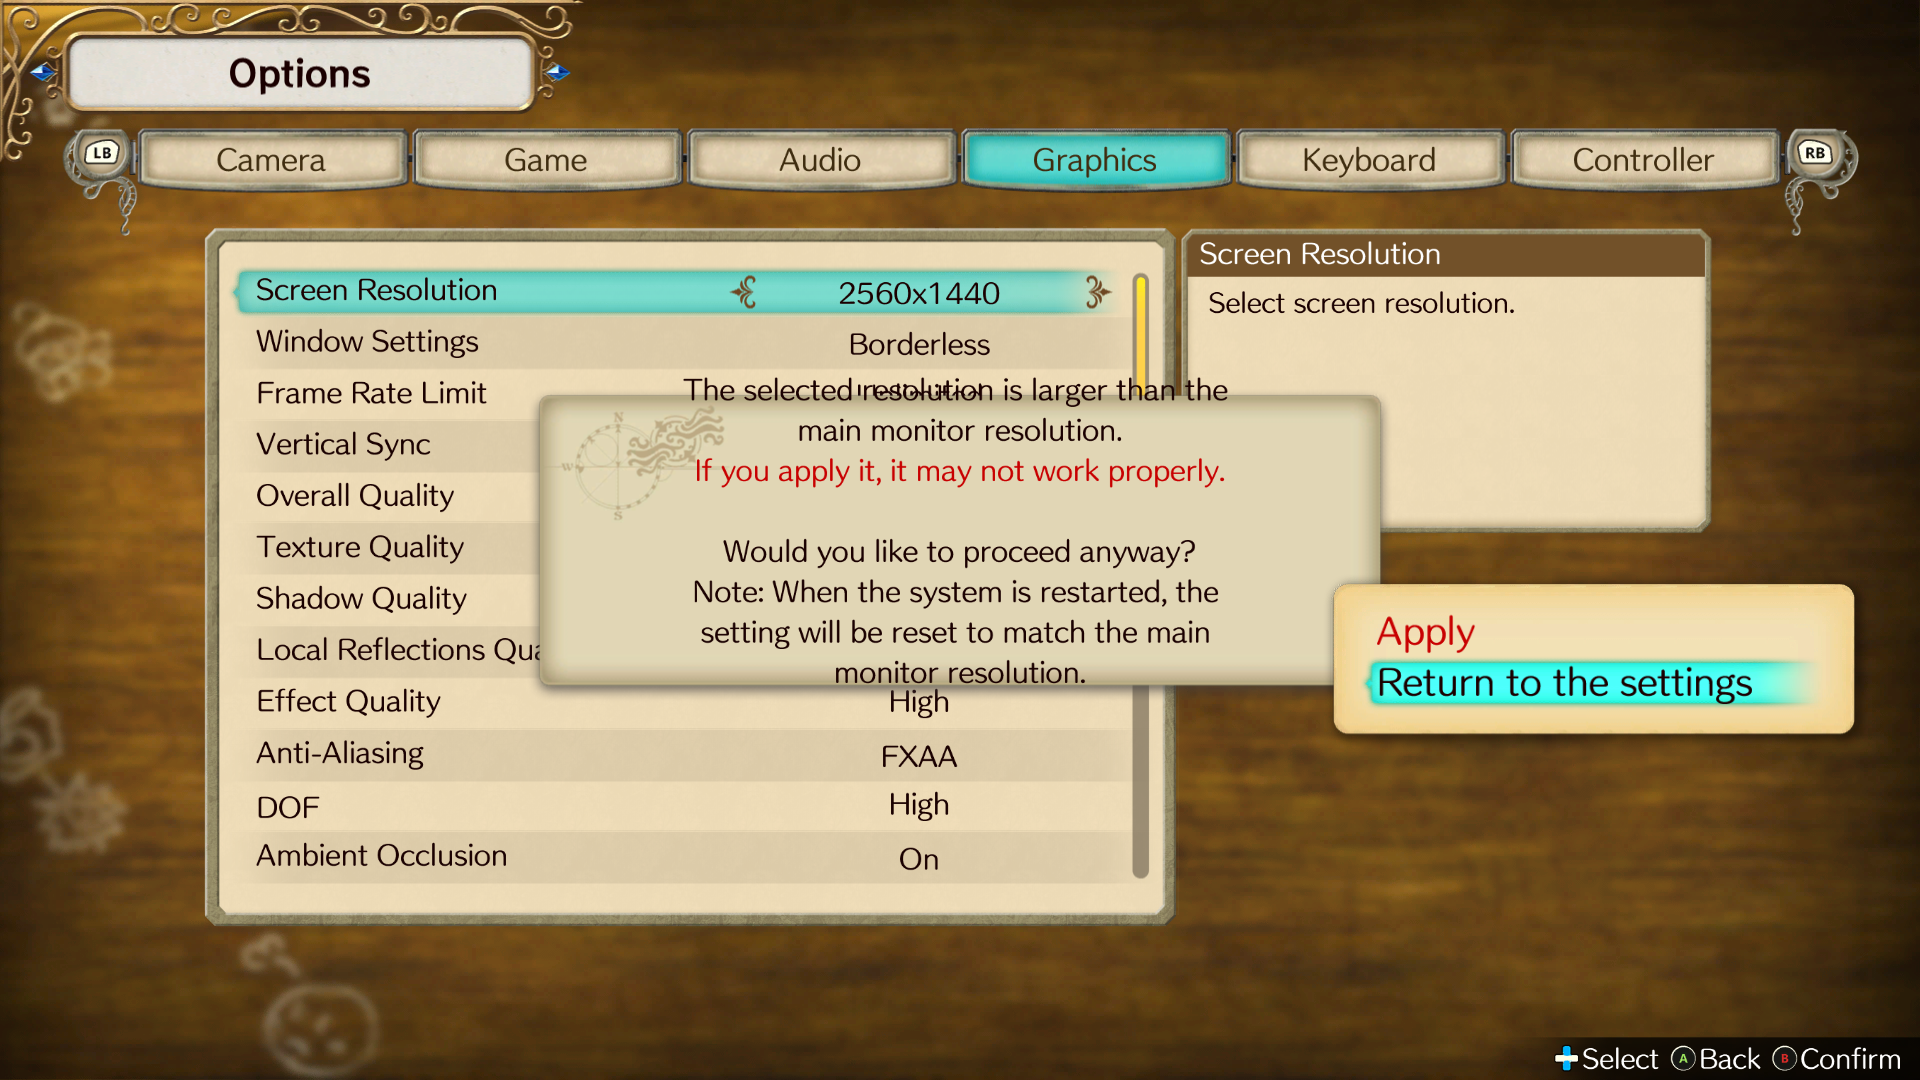 Options
LB
Camera
Game
Audio
Graphics
Keyboard
Controller
RB
Screen Resolution
2560x1440
Window Settings
Borderless
Frame Rate Limit
Vertical Sync
Overall Quality
Texture Quality
Shadow Quality
Local Reflections Qua
Effect Quality
High
Anti-Aliasing
FXAA
DOF
High
Ambient Occlusion
On
Screen Resolution
Select screen resolution.
The selected resolution is larger than the
main monitor resolution.
If you apply it, it may not work properly.
Would you like to proceed anyway?
Note: When the system is restarted, the
setting will be reset to match the main
monitor resolution.
N
W
S
Apply
Return to the settings
Select
A
Back
B
Confirm